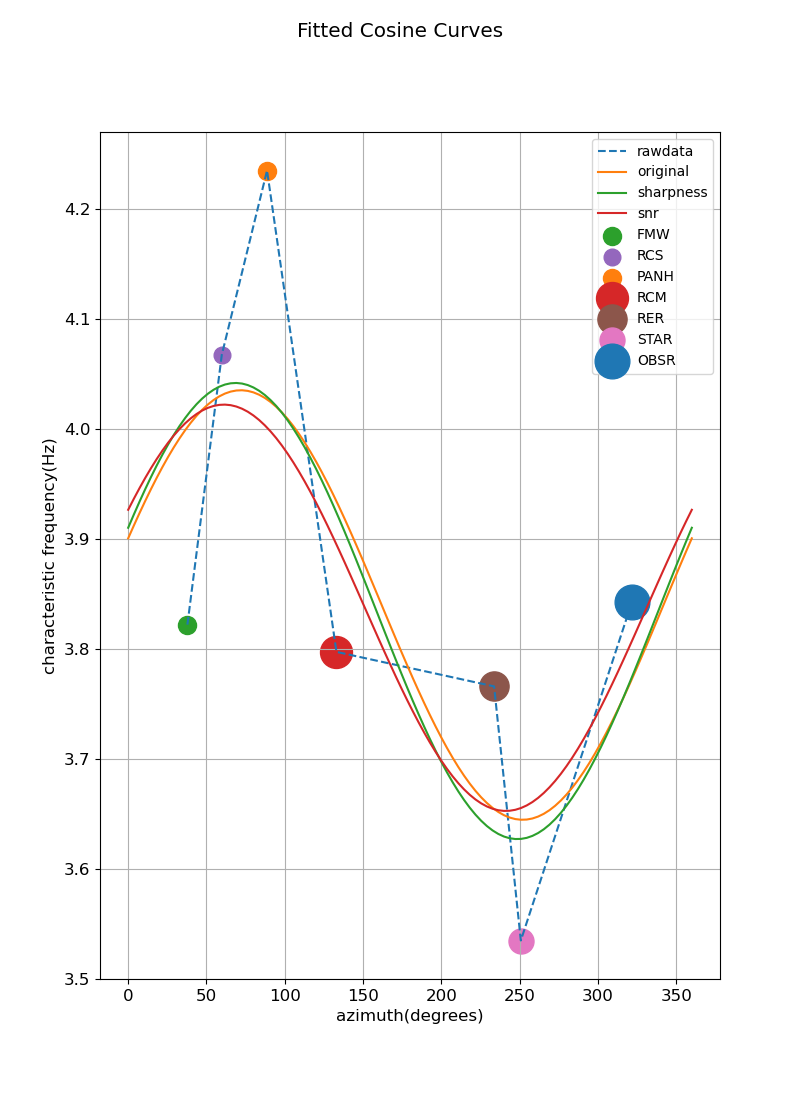 Fitted Cosine Curves
rawdata
original
sharpness
snr
FMW
RCS
PANH
RCM
RER
STAR
OBSR
characteristic frequency(Hz)
4.2
4.1
4.0
3.9
3.8
3.7
3.6
3.5
0 50 100 150 200 250 300 350
azimuth(degrees)